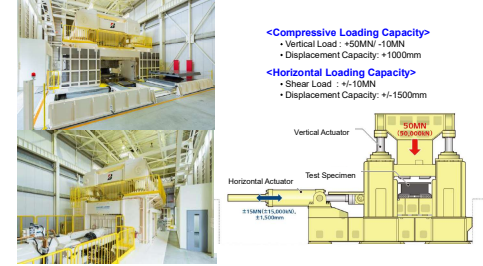 <Compressive Loading Capacity>
• Vertical Load : +50MN/ -10MN
• Displacement Capacity: +1000mm
<Horizontal Loading Capacity>
• Shear Load : +/-10MN
• Displacement Capacity: +/-1500mm
Vertical Actuator
50MN
(50,000kN)
Test Specimen
Horizontal Actuator
±15MN(±15,000kN),
±1,500mm